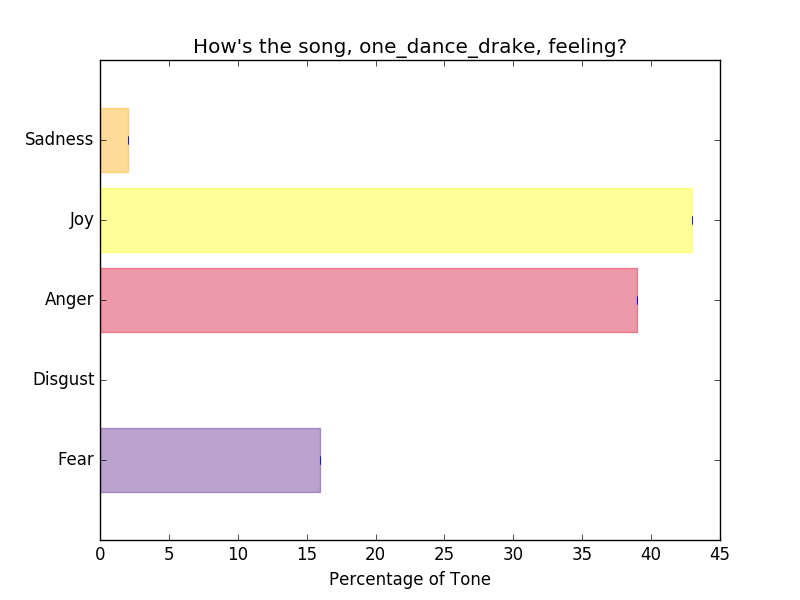 How's the song, one_dance_drake, feeling?
Sadness
Joy
Anger
Disgust
Fear
0 5 10 15 20 25 30 35 40 45
Percentage of Tone